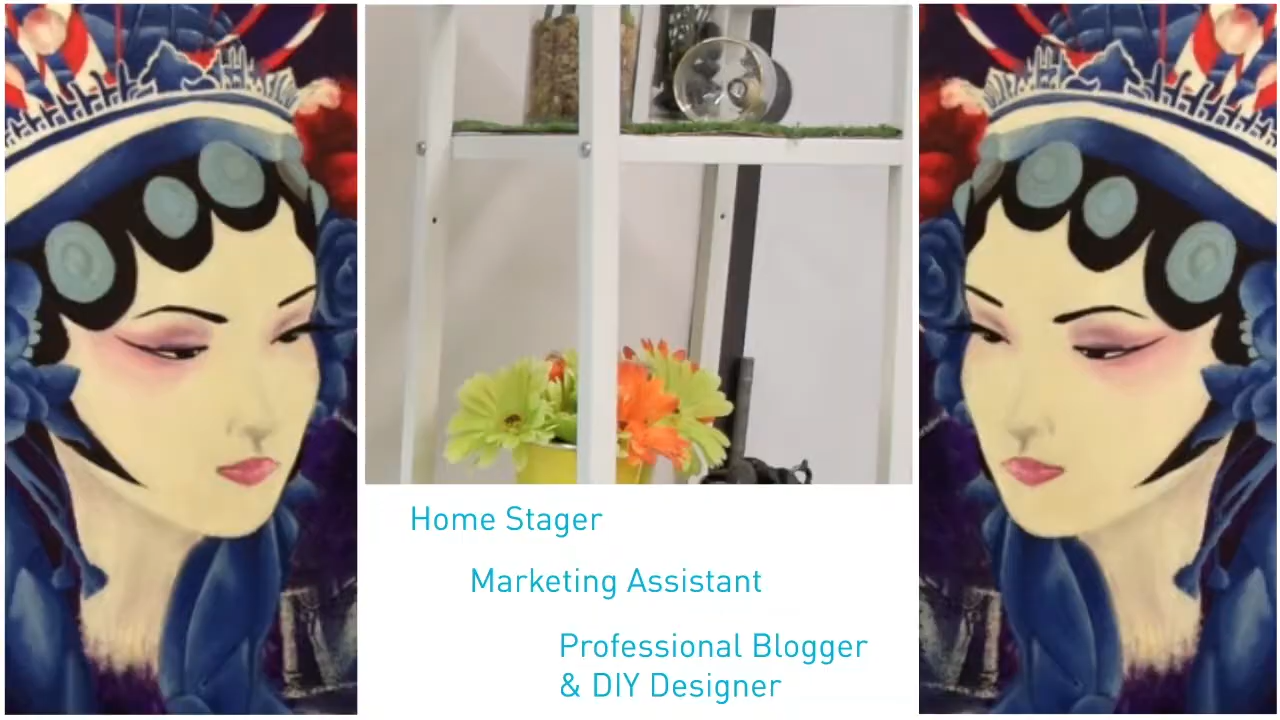 Home Stager
Marketing Assistant
Professional Blogger
& DIY Designer